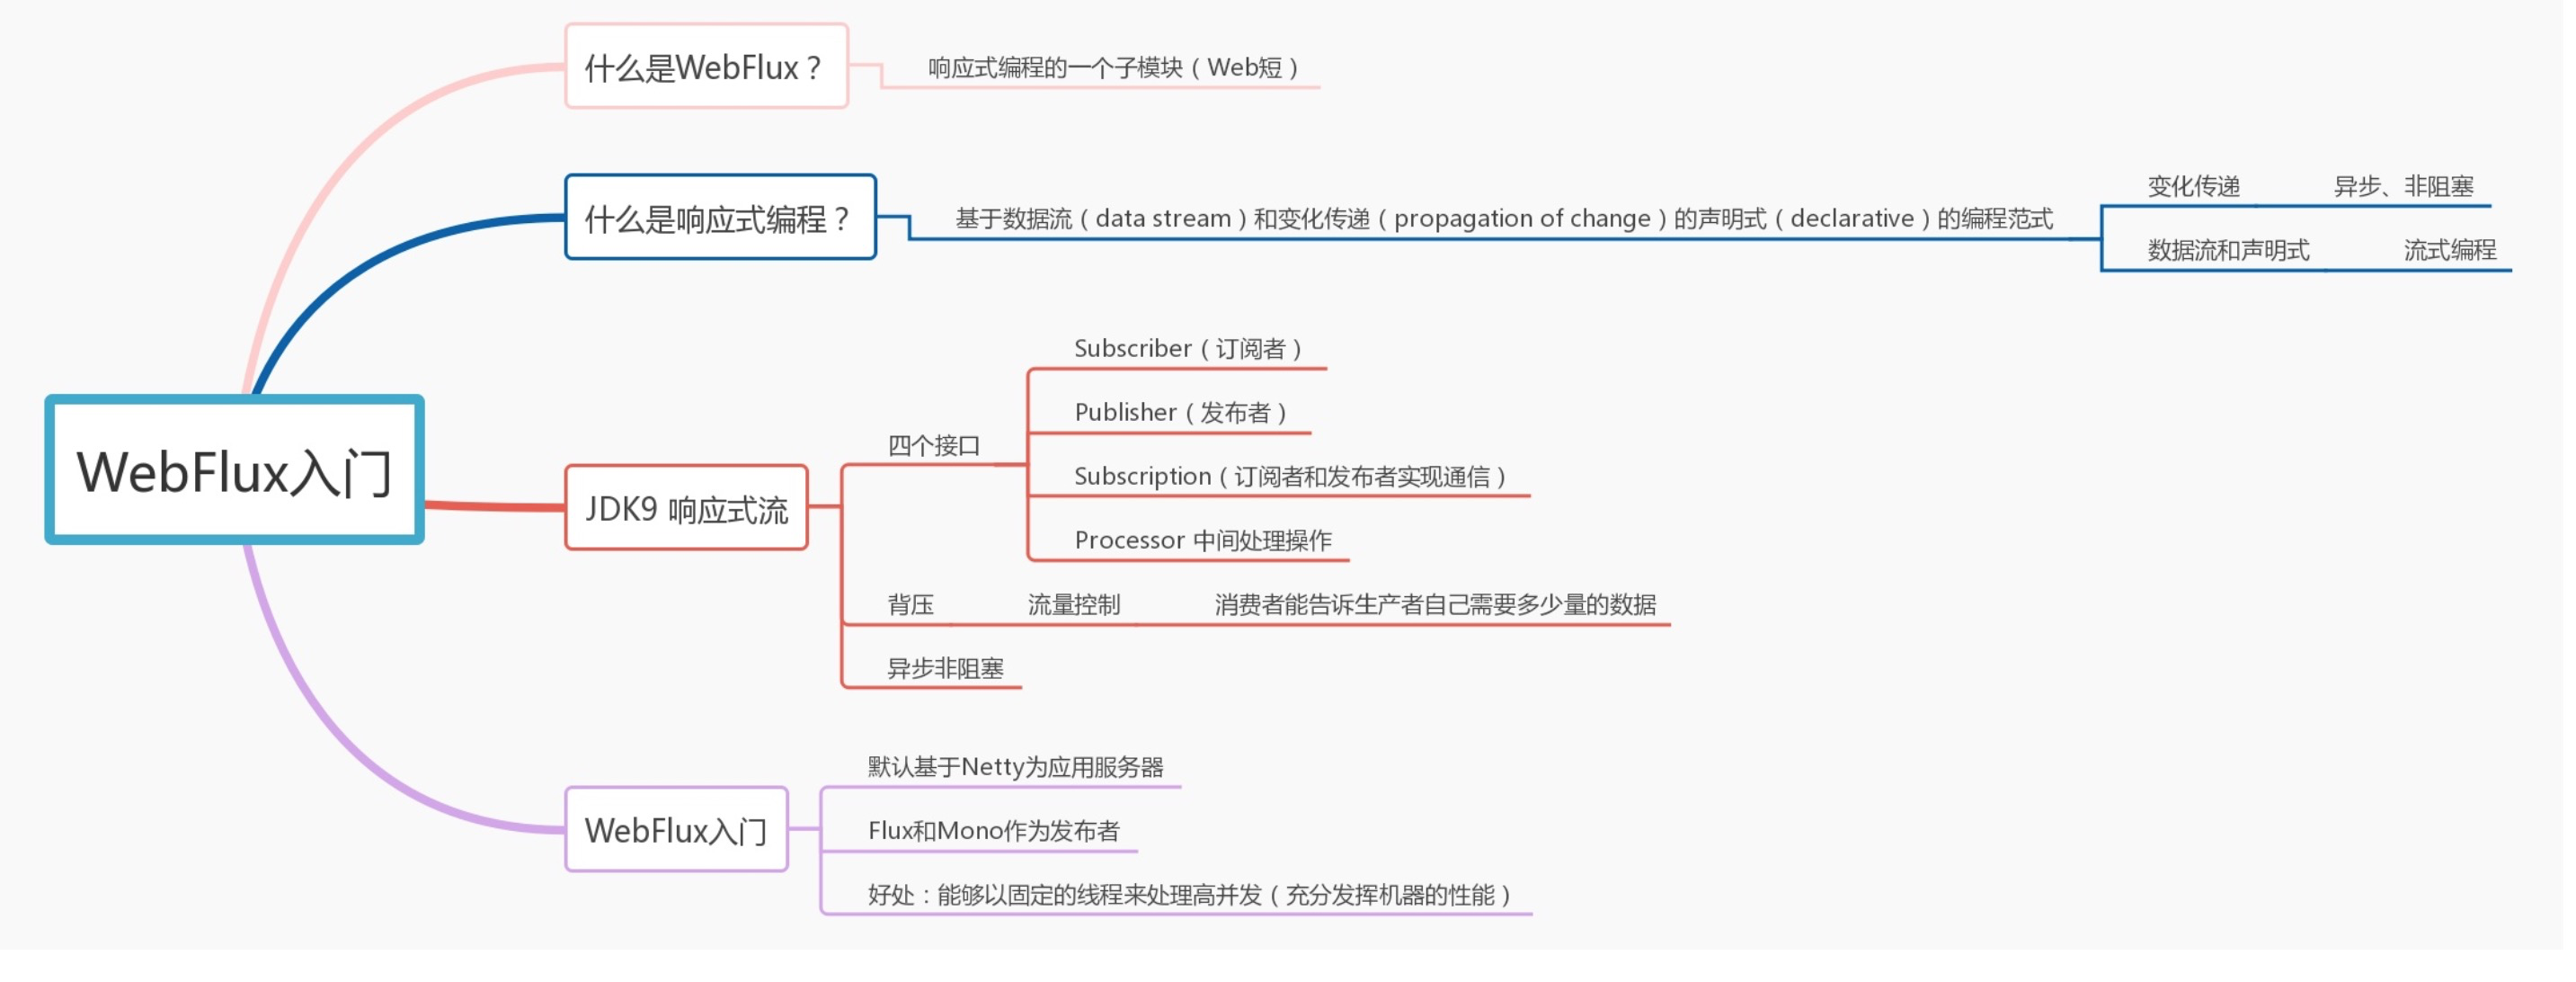 什么是WebFlux？
响应式编程的一个子模块（Web短）
什么是响应式编程？
基于数据流（data stream）和变化传递（propagation of change）的声明式（declarative）的编程范式
变化传递
异步、非阻塞
数据流和声明式
流式编程
WebFlux入门
JDK9 响应式流
四个接口
Subscriber（订阅者）
Publisher（发布者）
Subscription（订阅者和发布者实现通信）
Processor 中间处理操作
背压
流量控制
消费者能告诉生产者自己需要多少量的数据
异步非阻塞
WebFlux入门
默认基于Netty为应用服务器
Flux和Mono作为发布者
好处：能够以固定的线程来处理高并发（充分发挥机器的性能）